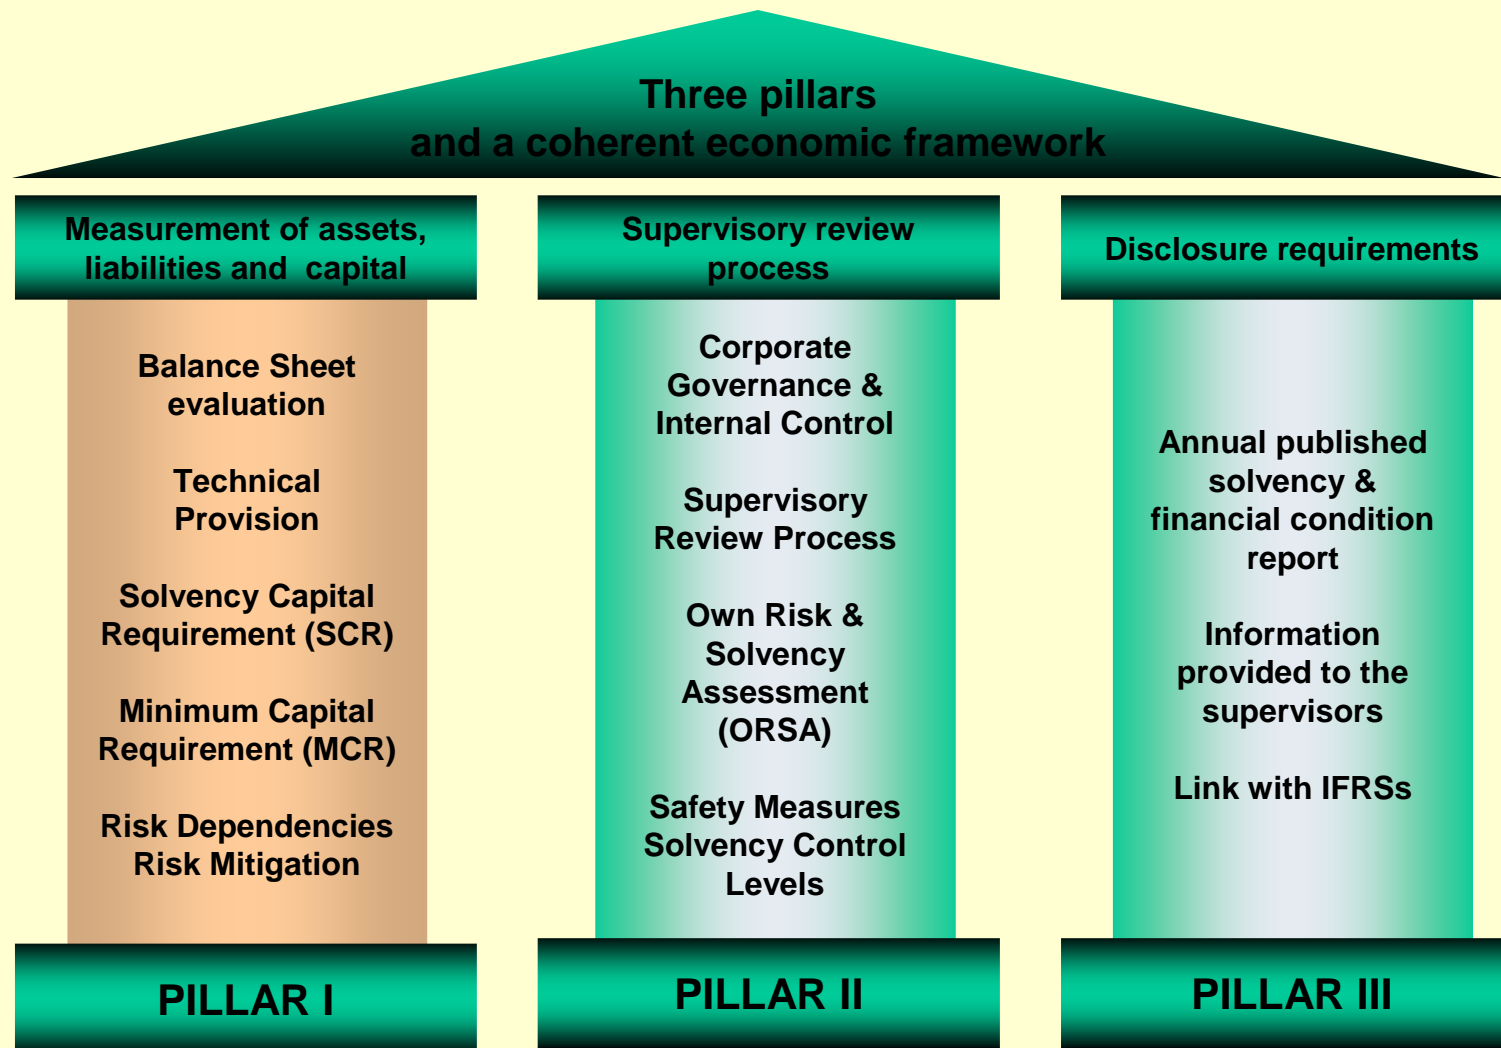 Three pillars
and a coherent economic framework
Measurement of assets,
liabilities and capital
Balance Sheet
evaluation
Technical
Provision
Solvency Capital
Requirement (SCR)
Minimum Capital
Requirement (MCR)
Risk Dependencies
Risk Mitigation
PILLAR I
Supervisory review
process
Corporate
Governance &
Internal Control
Supervisory
Review Process
Own Risk &
Solvency
Assessment
(ORSA)
Safety Measures
Solvency Control
Levels
PILLAR II
Disclosure requirements
Annual published
solvency &
financial condition
report
Information
provided to the
supervisors
Link with IFRSs
PILLAR III